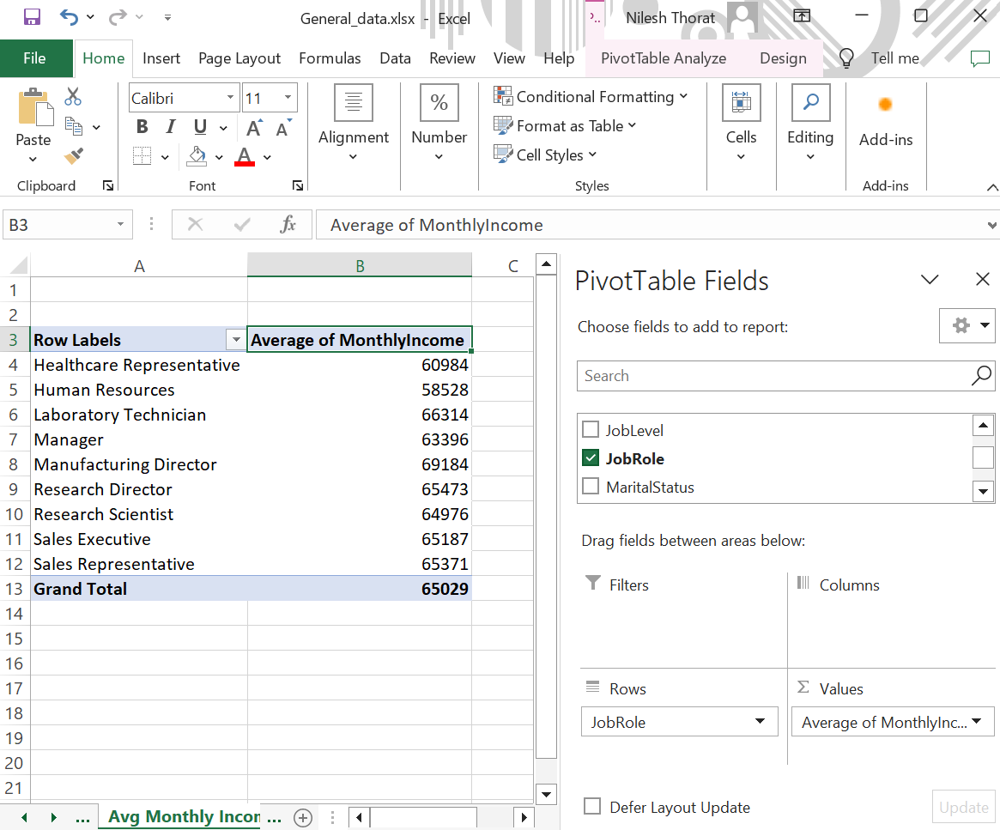 General_data.xlsx - Excel
Nilesh Thorat
File Home Insert Page Layout Formulas Data Review View Help PivotTable Analyze Design Tell me
Paste
Clipboard
Calibri 11
B I U A A
A
Font
Alignment
%
Number
Conditional Formatting
Format as Table
Cell Styles
Styles
Cells
Editing
Add-ins
Add-ins
B3 fx Average of MonthlyIncome
A B C
1
2
3 Row Labels Average of MonthlyIncome
4 Healthcare Representative 60984
5 Human Resources 58528
6 Laboratory Technician 66314
7 Manager 63396
8 Manufacturing Director 69184
9 Research Director 65473
10 Research Scientist 64976
11 Sales Executive 65187
12 Sales Representative 65371
13 Grand Total 65029
14
15
16
17
18
19
20
21
... Avg Monthly Incor ...
PivotTable Fields
Choose fields to add to report:
Search
JobLevel
JobRole
MaritalStatus
Drag fields between areas below:
Filters
Columns
Rows
Σ Values
JobRole
Average of MonthlyInc...
Defer Layout Update
Update